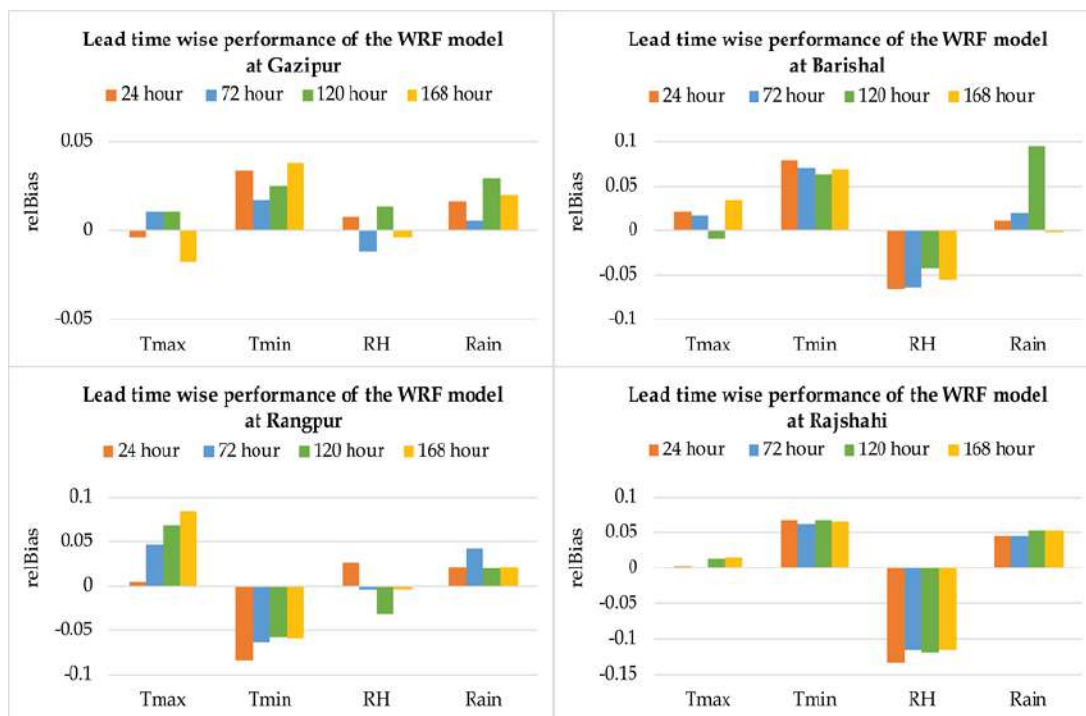 Lead time wise performance of the WRF model
at Gazipur
24 hour 72 hour 120 hour 168 hour
0.05
0
-0.05
relBias
Tmax Tmin RH Rain
Lead time wise performance of the WRF model
at Barishal
24 hour 72 hour 120 hour 168 hour
0.1
0.05
0
-0.05
-0.1
relBias
Tmax Tmin RH Rain
Lead time wise performance of the WRF model
at Rangpur
24 hour 72 hour 120 hour 168 hour
0.1
0.05
0
-0.05
-0.1
relBias
Tmax Tmin RH Rain
Lead time wise performance of the WRF model
at Rajshahi
24 hour 72 hour 120 hour 168 hour
0.1
0.05
0
-0.05
-0.1
-0.15
relBias
Tmax Tmin RH Rain